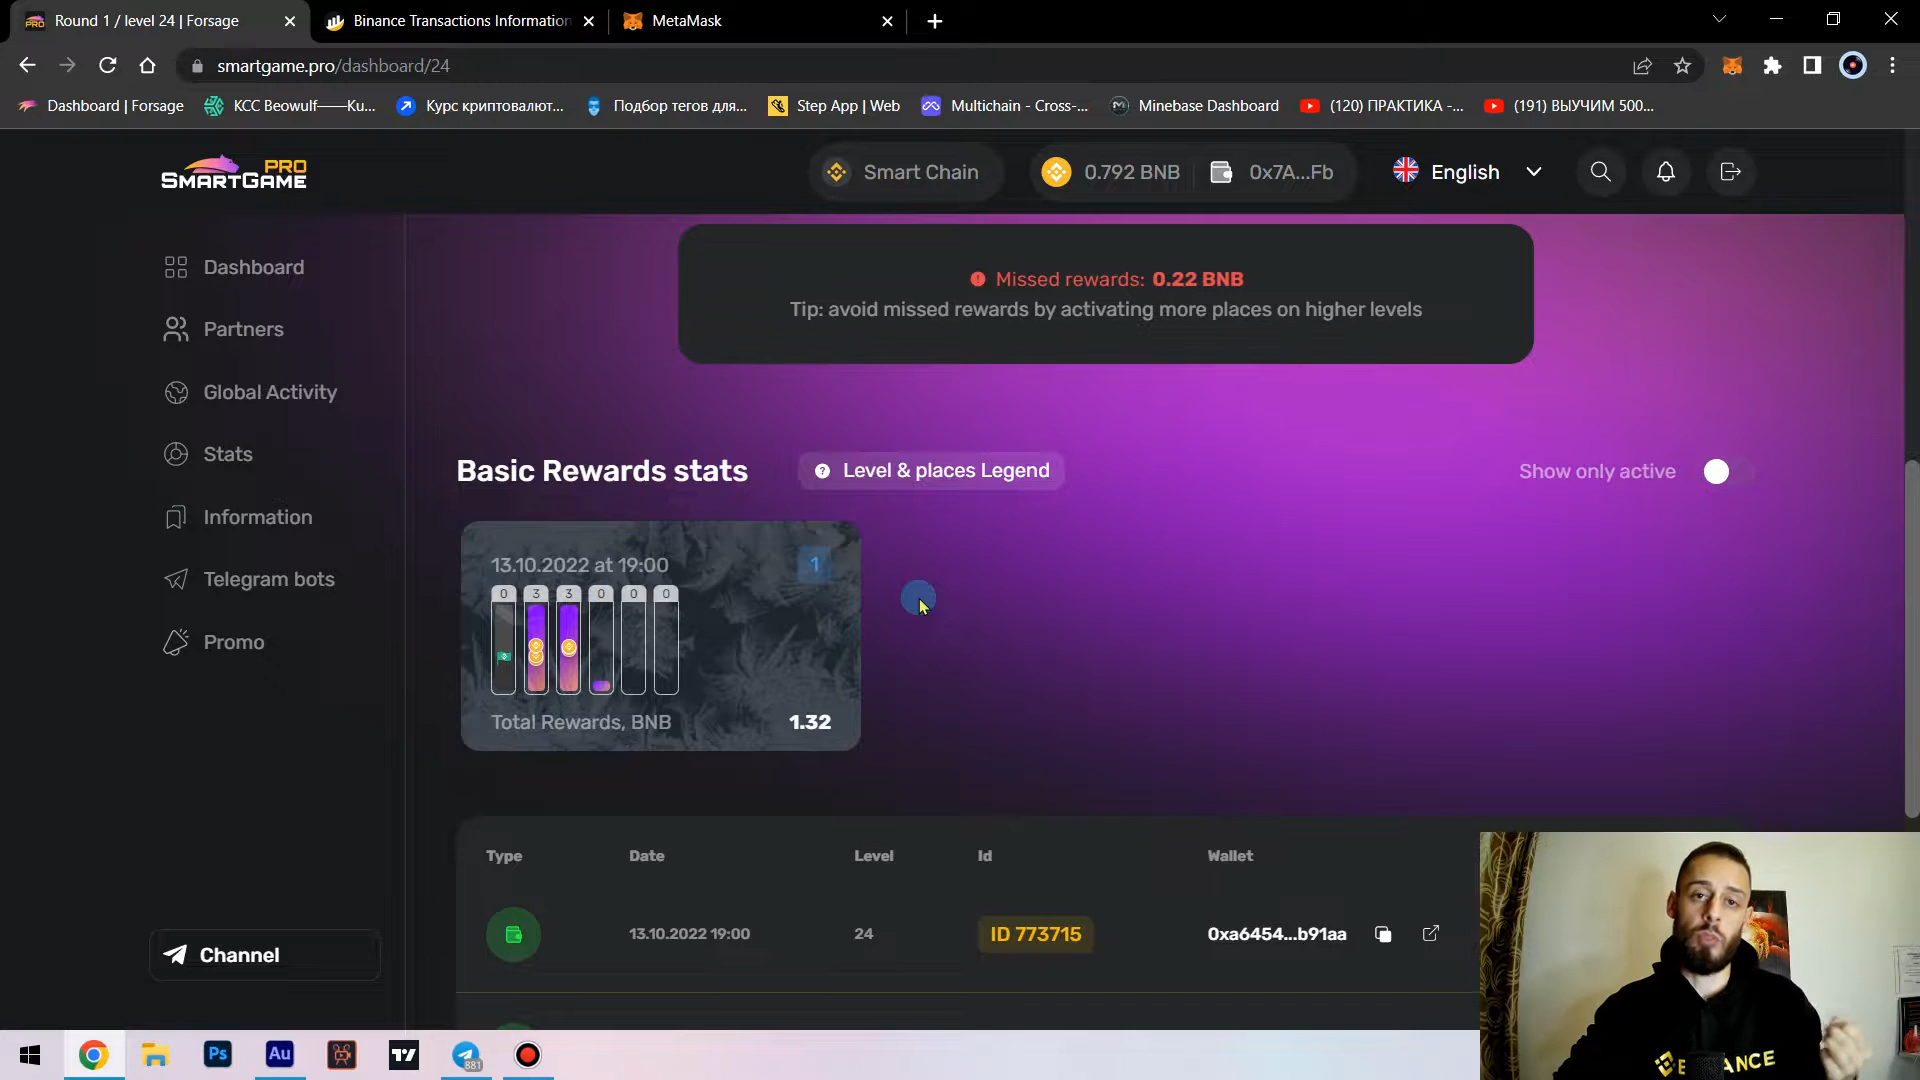 Round 1 / level 24 | Forsage
Binance Transactions Information
MetaMask
smartgame.pro/dashboard/24
Dashboard | Forsage
KCC Beowulf——Ku...
Курс криптовалют...
Подбор тегов для...
Step App | Web
Multichain - Cross-...
Minebase Dashboard
(120) ПРАКТИКА -...
(191) ВЫУЧИМ 500...
SMARTGAME PRO
Smart Chain
0.792 BNB
0x7A...Fb
English
Dashboard
Partners
Global Activity
Stats
Information
Telegram bots
Promo
Channel
Missed rewards: 0.22 BNB
Tip: avoid missed rewards by activating more places on higher levels
Basic Rewards stats
Level & places Legend
Show only active
13.10.2022 at 19:00
1
0 3 3 0 0 0
Total Rewards, BNB
1.32
Type Date Level Id Wallet
13.10.2022 19:00 24 ID 773715 0xa6454...b91aa
Ps
Au
881